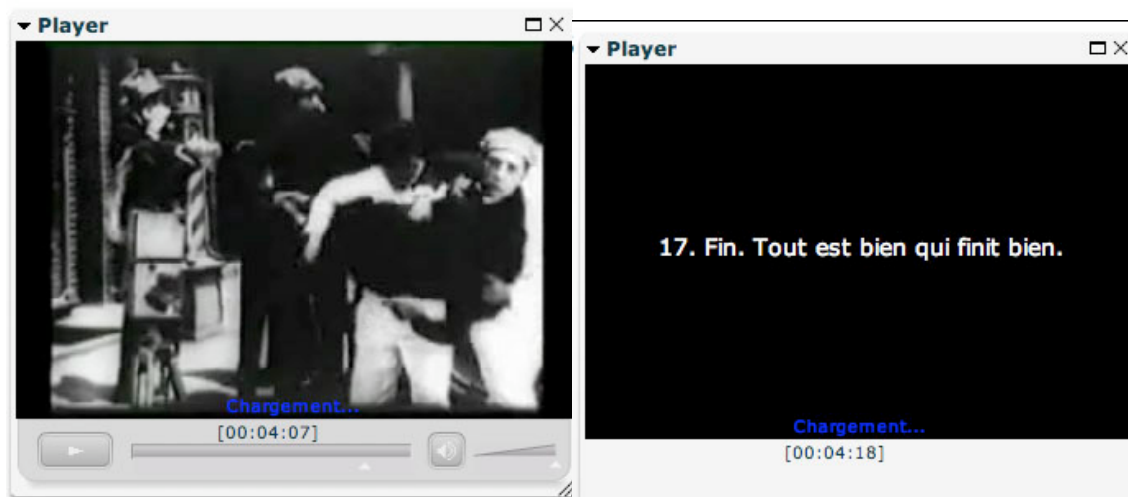 Player
Chargement...
[00:04:07]
Player
17. Fin. Tout est bien qui finit bien.
Chargement...
[00:04:18]